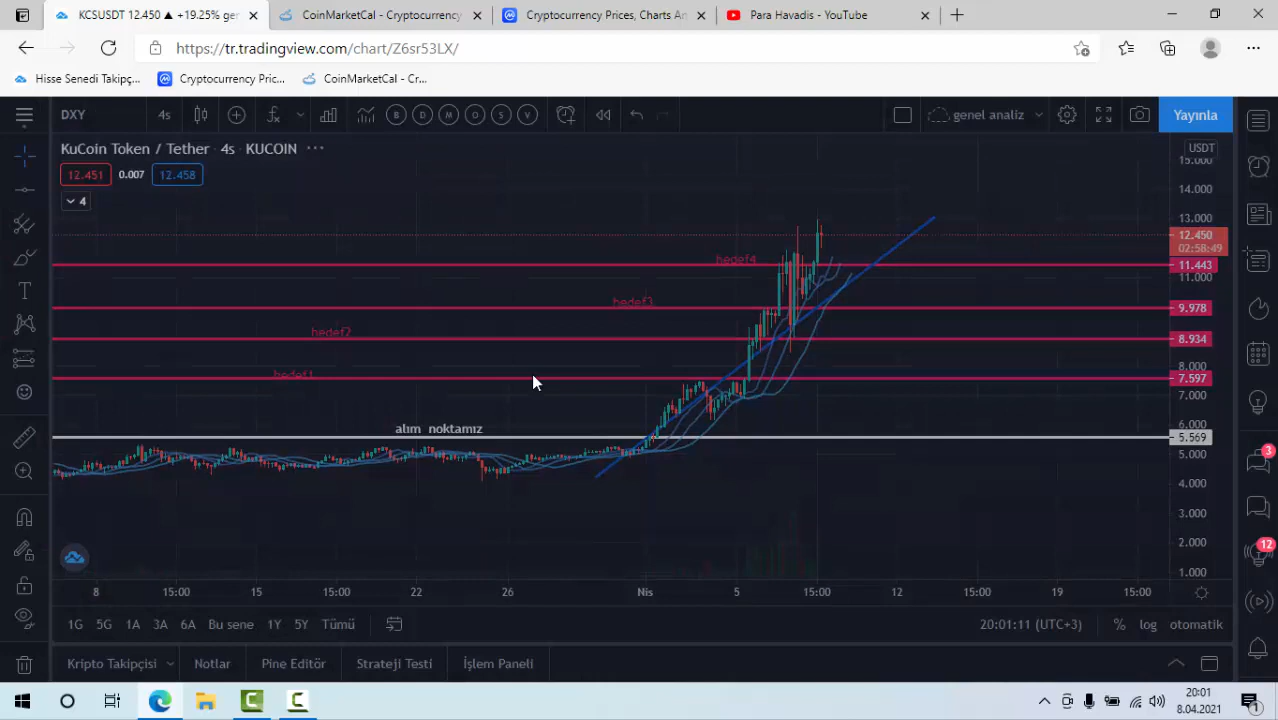 KCSUSDT 12.450 ▲ +19.25% ger
CoinMarketCal - Cryptocurrency
Cryptocurrency Prices, Charts An
Para Havadis - YouTube
https://tr.tradingview.com/chart/Z6sr53LX/
Hisse Senedi Takipç...
Cryptocurrency Pric...
CoinMarketCal - Cr...
DXY
4s
B D M O S V
genel analiz
Yayınla
KuCoin Token / Tether · 4s · KUCOIN ···
USDT
12.451 0.007 12.458
4
15.000
14.000
13.000
12.450
02:58:49
hedef4
11.443
11.000
hedef3
9.978
hedef2
8.934
8.000
hedef1
7.597
7.000
6.000
alım noktamız
5.569
5.000
4.000
3.000
2.000
1.000
3
12
8 15:00 15 15:00 22 26 Nis 5 15:00 12 15:00 19 15:00
1G 5G 1A 3A 6A Bu sene 1Y 5Y Tümü
20:01:11 (UTC+3) % log otomatik
Kripto Takipçisi Notlar Pine Editör Strateji Testi İşlem Paneli
20:01
8.04.2021
1